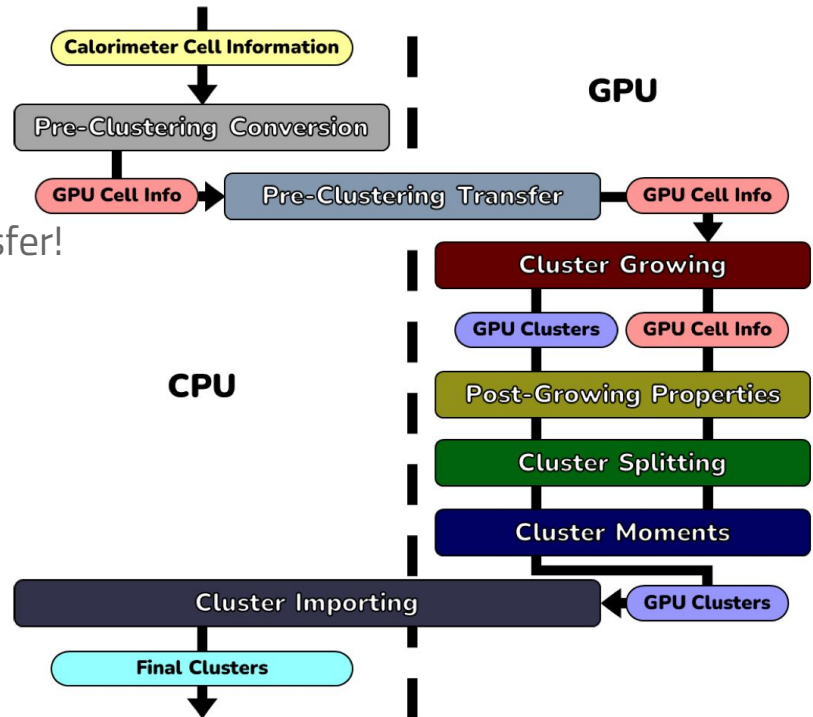 Calorimeter Cell Information
GPU
Pre-Clustering Conversion
GPU Cell Info
Pre-Clustering Transfer
GPU Cell Info
sfer!
Cluster Growing
GPU Clusters
GPU Cell Info
CPU
Post-Growing Properties
Cluster Splitting
Cluster Moments
Cluster Importing
GPU Clusters
Final Clusters